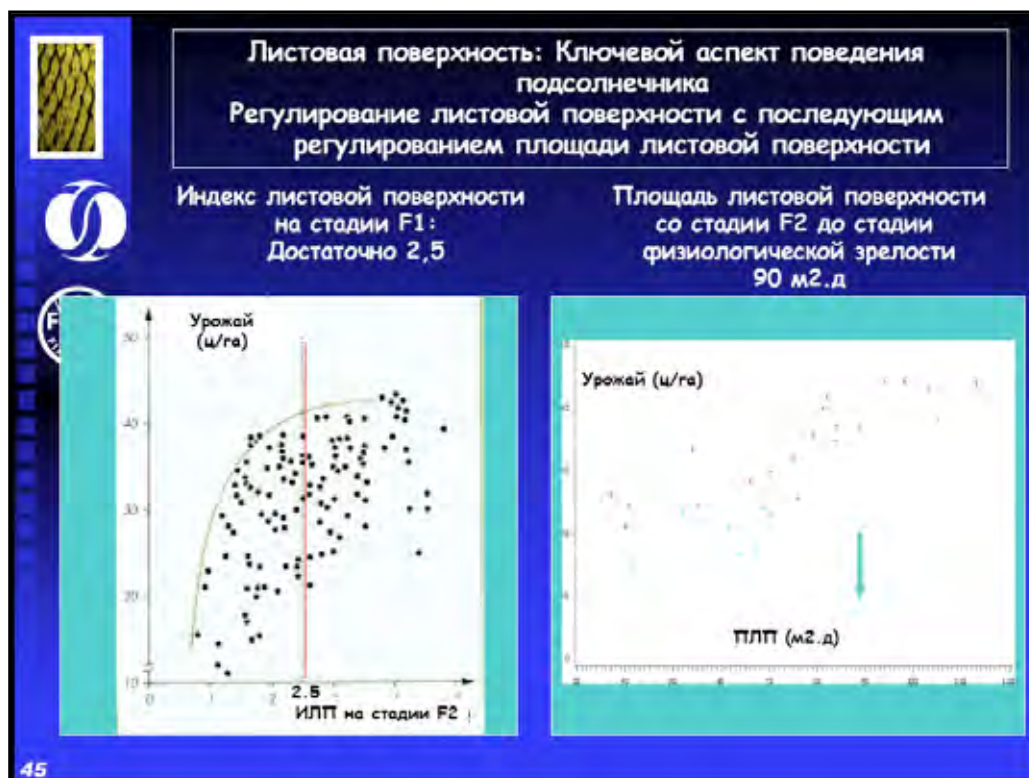 Листовая поверхность: Ключевой аспект поведения
подсолнечника
Регулирование листовой поверхности с последующим
регулированием площади листовой поверхности
Индекс листовой поверхности
на стадии F1:
Достаточно 2,5
Площадь листовой поверхности
со стадии F2 до стадии
физиологической зрелости
90 м2.д
Урожай
(ц/га)
50
40
30
20
10
0
1
2
2.5
ИЛП на стадии F2
Урожай (ц/га)
ПЛП (м2.д)
45